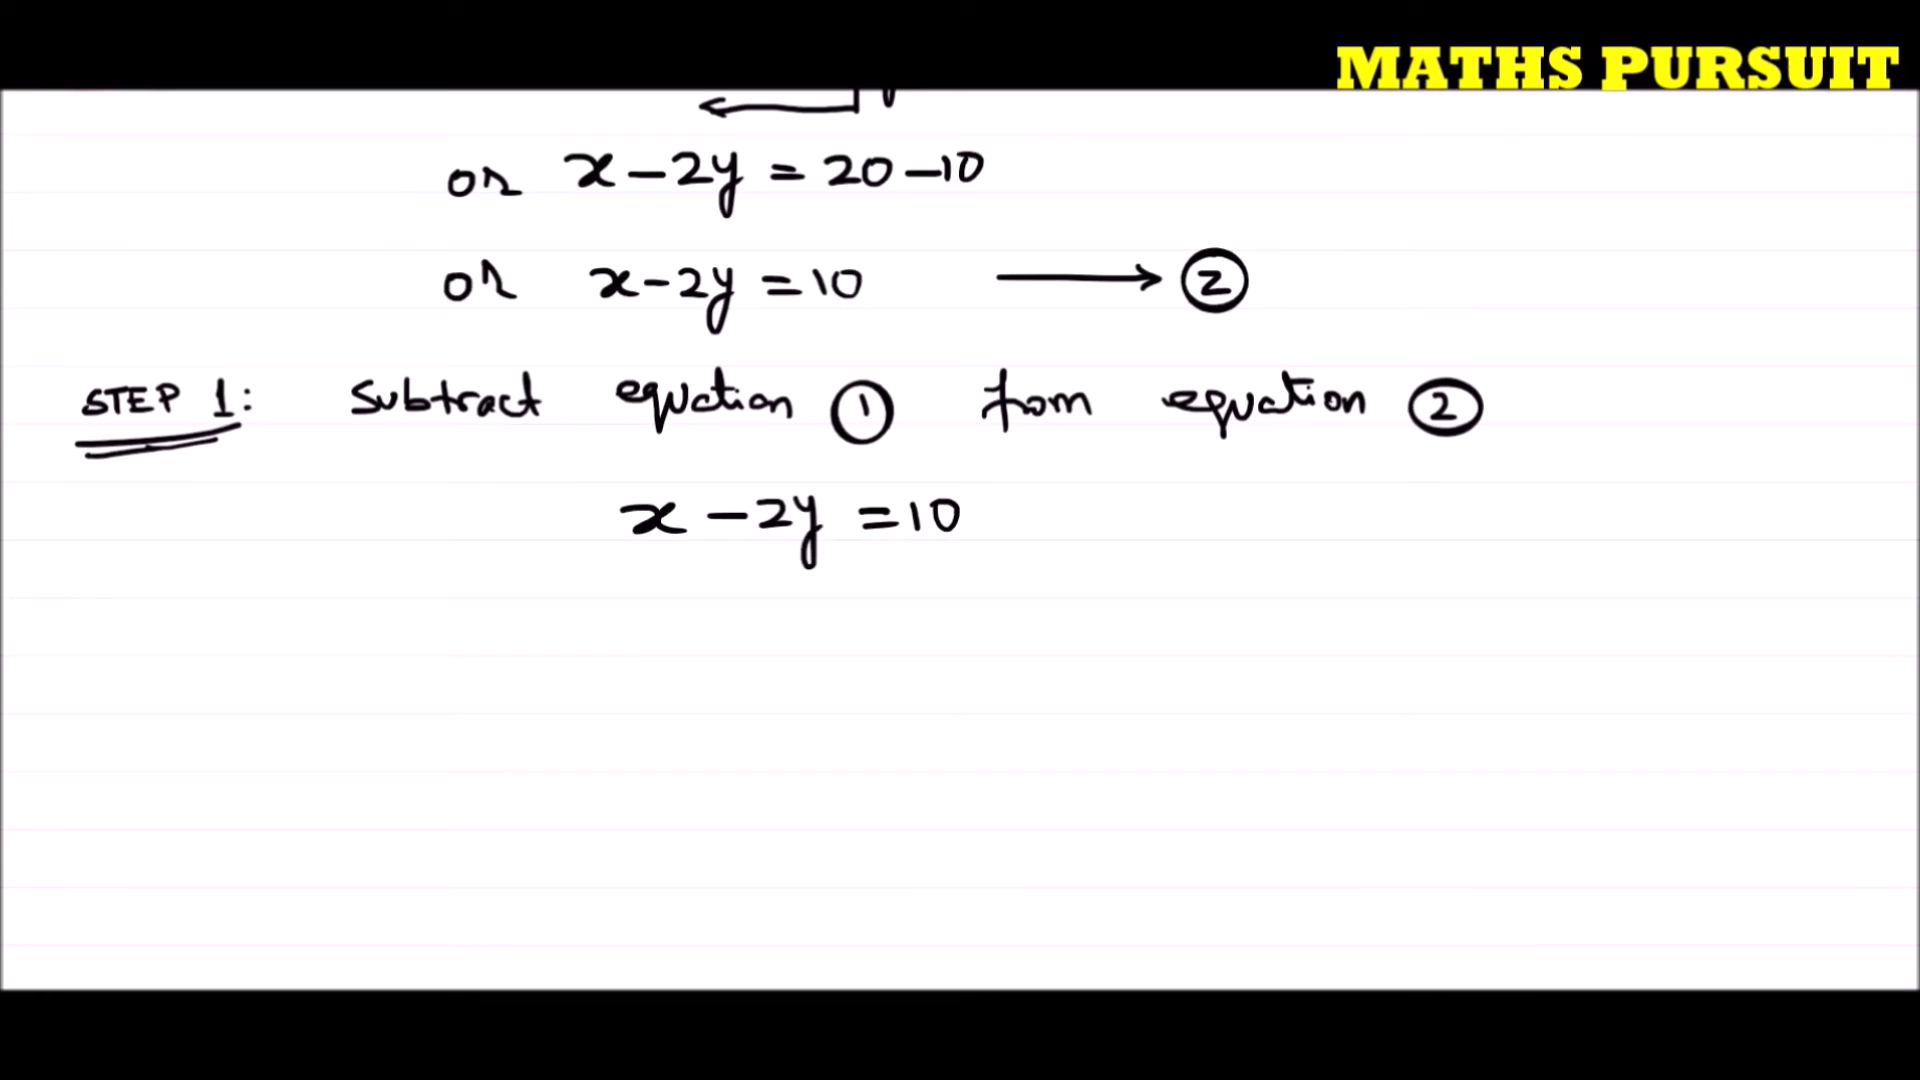 MATHS PURSUIT
or x - 2y = 20 - 10
or x - 2y = 10 ⟶ ②
STEP 1: Subtract equation ① from equation ②
x - 2y = 10